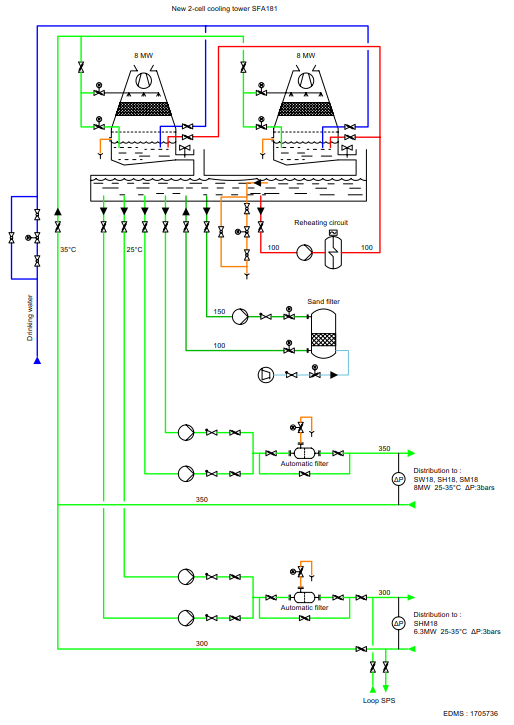 New 2-cell cooling tower SFA181
8 MW
8 MW
35°C
25°C
Drinking water
Reheating circuit
100
100
Sand filter
150
100
350
Automatic filter
ΔP
Distribution to :
SW18, SH18, SM18
8MW 25-35°C ΔP:3bars
350
300
Automatic filter
ΔP
Distribution to :
SHM18
6.3MW 25-35°C ΔP:3bars
300
Loop SPS
EDMS : 1705736